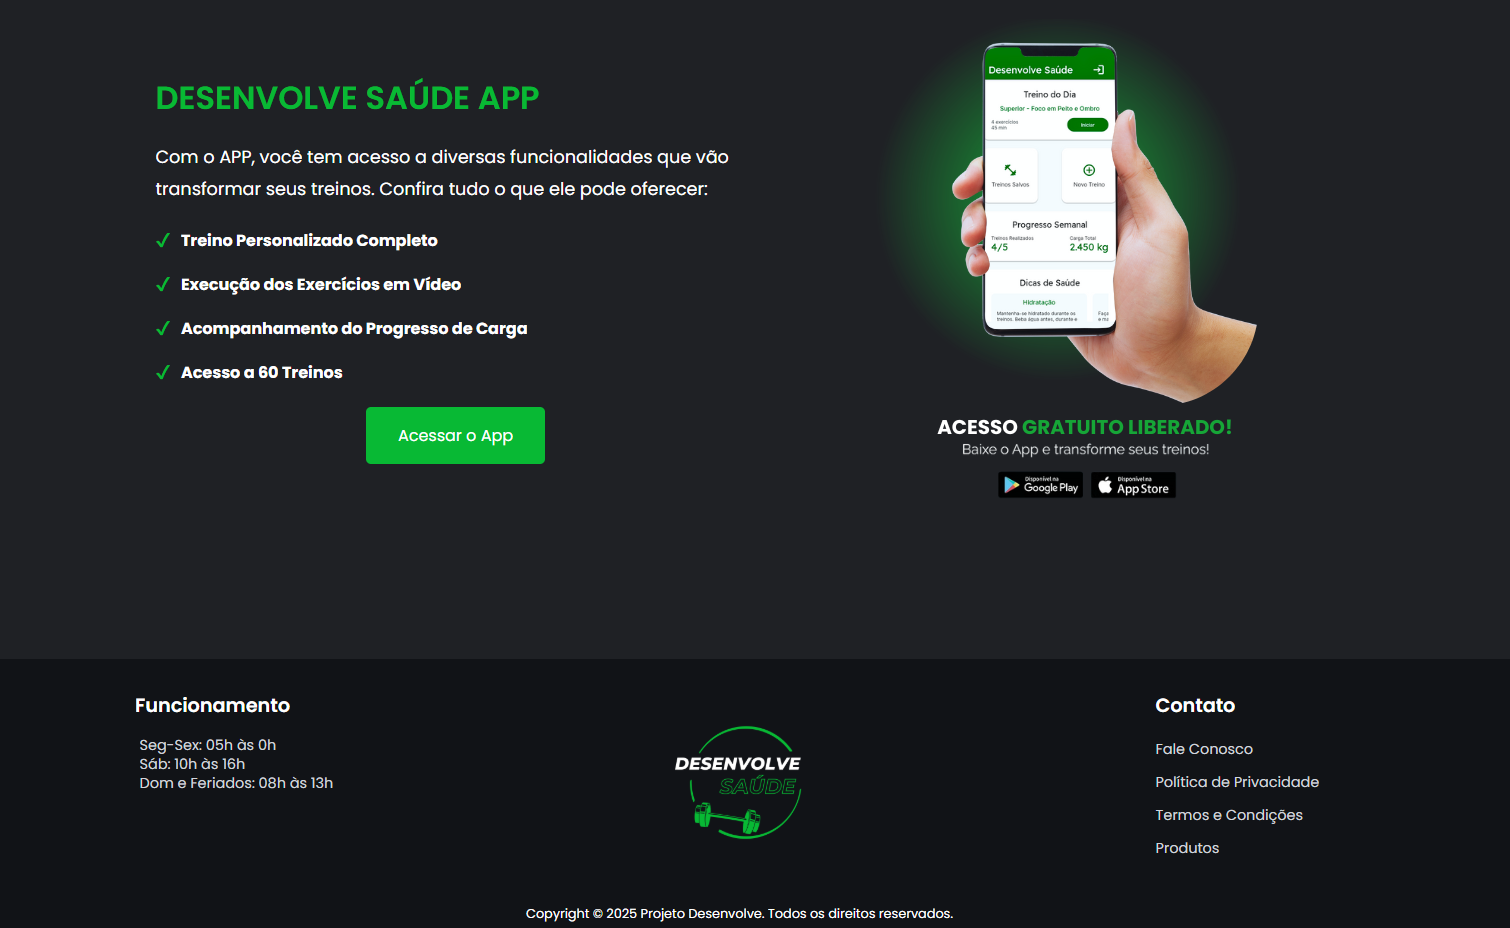 DESENVOLVE SAÚDE APP
Com o APP, você tem acesso a diversas funcionalidades que vão
transformar seus treinos. Confira tudo o que ele pode oferecer:
Treino Personalizado Completo
Execução dos Exercícios em Vídeo
Acompanhamento do Progresso de Carga
Acesso a 60 Treinos
Acessar o App
Desenvolve Saúde
Treino do Dia
Superior - Foco em Peito e Ombro
4 exercícios
45 min
Iniciar
Treinos Salvos
Novo Treino
Progresso Semanal
Treinos Realizados
4/5
Carga Total
2.450 kg
Dicas de Saúde
Hidratação
Mantenha-se hidratado durante os
treinos. Beba água antes, durante e
Faça
e ma
ACESSO GRATUITO LIBERADO!
Baixe o App e transforme seus treinos!
Disponível na
Google Play
Disponível na
App Store
Funcionamento
Seg-Sex: 05h às 0h
Sáb: 10h às 16h
Dom e Feriados: 08h às 13h
DESENVOLVE
SAÚDE
Contato
Fale Conosco
Política de Privacidade
Termos e Condições
Produtos
Copyright © 2025 Projeto Desenvolve. Todos os direitos reservados.